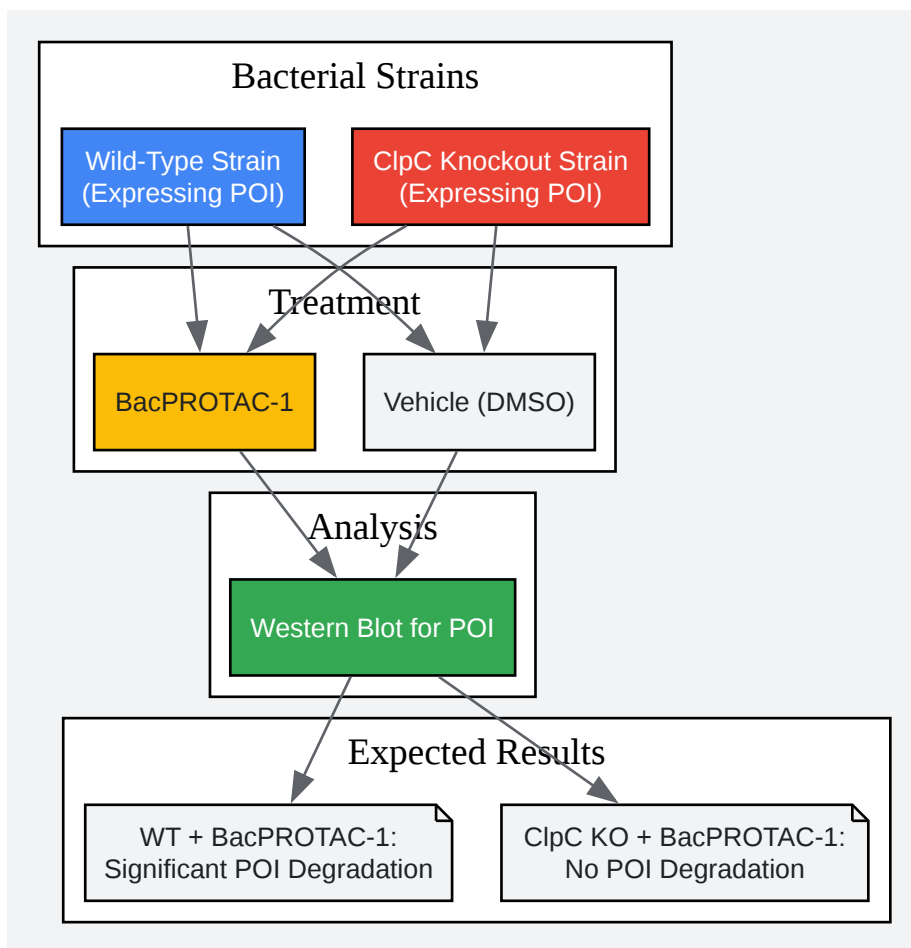 Bacterial Strains
Wild-Type Strain
(Expressing POI)
ClpC Knockout Strain
(Expressing POI)
Treatment
BacPROTAC-1
Vehicle (DMSO)
Analysis
Western Blot for POI
Expected Results
WT + BacPROTAC-1:
Significant POI Degradation
ClpC KO + BacPROTAC-1:
No POI Degradation